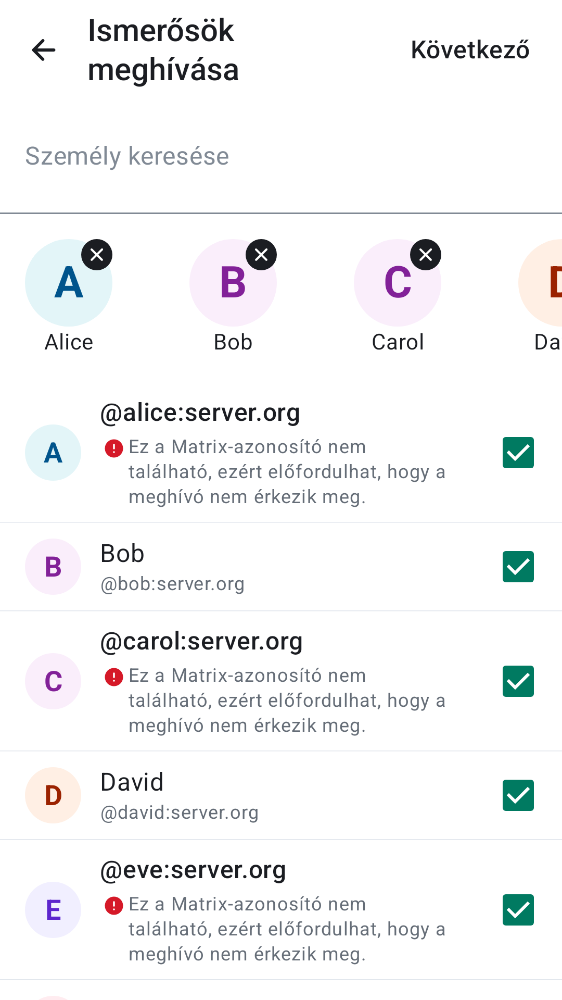 Ismerősök
meghívása
Következő
Személy keresése
A
B
C
D
Alice
Bob
Carol
Da
@alice:server.org
A
Ez a Matrix-azonosító nem
található, ezért előfordulhat, hogy a
meghívó nem érkezik meg.
Bob
B
@bob:server.org
@carol:server.org
C
Ez a Matrix-azonosító nem
található, ezért előfordulhat, hogy a
meghívó nem érkezik meg.
David
D
@david:server.org
@eve:server.org
E
Ez a Matrix-azonosító nem
található, ezért előfordulhat, hogy a
meghívó nem érkezik meg.